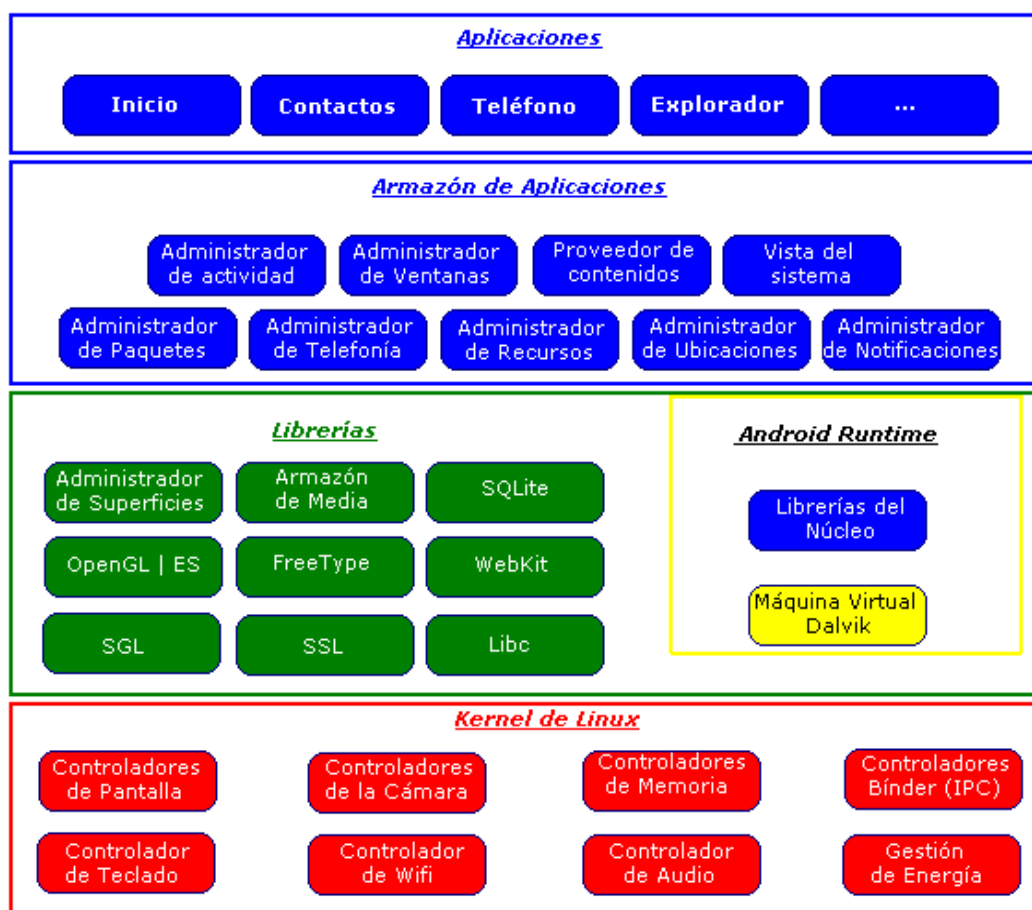 Aplicaciones
Inicio
Contactos
Teléfono
Explorador
...
Armazón de Aplicaciones
Administrador
de actividad
Administrador
de Ventanas
Proveedor de
contenidos
Vista del
sistema
Administrador
de Paquetes
Administrador
de Telefonía
Administrador
de Recursos
Administrador
de Ubicaciones
Administrador
de Notificaciones
Librerías
Administrador
de Superficies
Armazón
de Media
SQLite
OpenGL | ES
FreeType
WebKit
SGL
SSL
Libc
Android Runtime
Librerías del
Núcleo
Máquina Virtual
Dalvik
Kernel de Linux
Controladores
de Pantalla
Controladores
de la Cámara
Controladores
de Memoria
Controladores
Bínder (IPC)
Controlador
de Teclado
Controlador
de Wifi
Controlador
de Audio
Gestión
de Energía